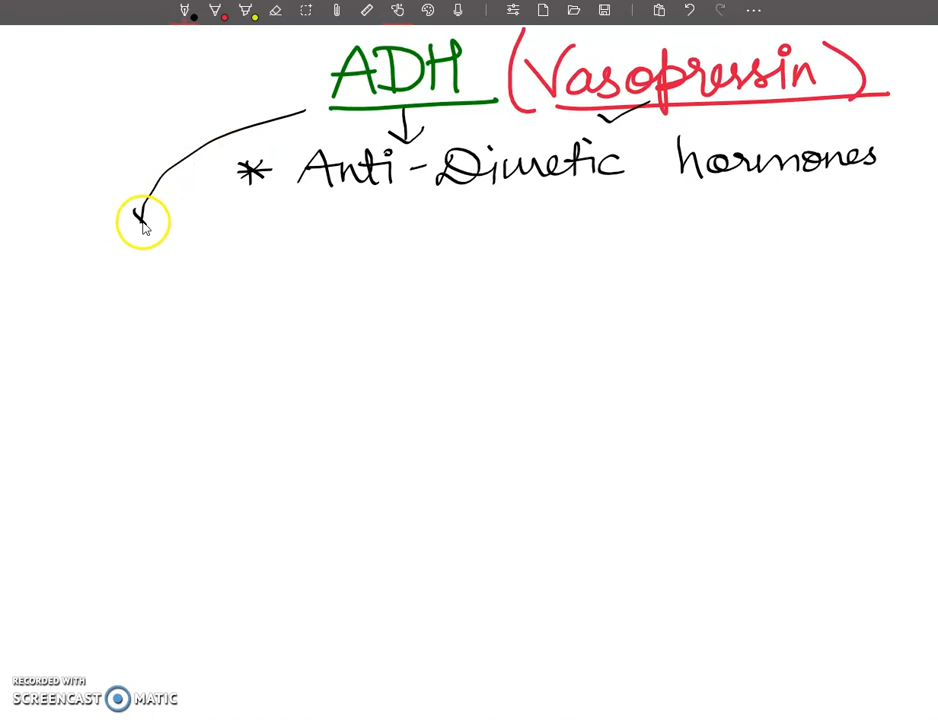 ADH (Vasopressin)
* Anti-Diuretic hormones
RECORDED WITH
SCREENCAST MATIC